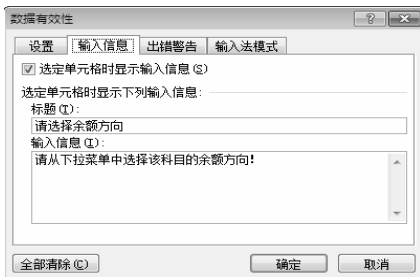 数据有效性
设置 输入信息 出错警告 输入法模式
选定单元格时显示输入信息(S)
选定单元格时显示下列输入信息:
标题(T):
请选择余额方向
输入信息(I):
请从下拉菜单中选择该科目的余额方向!
全部清除(C) 确定 取消